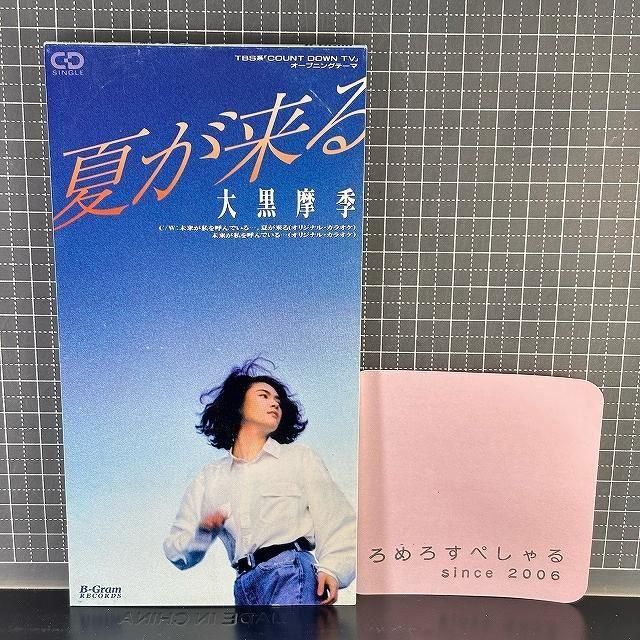 CD
SINGLE
TBS系「COUNT DOWN TV」
オープニングテーマ
夏が来る
大黒摩季
C/W:未来が私を呼んでいる…、夏が来る(オリジナル・カラオケ)
未来が私を呼んでいる…(オリジナル・カラオケ)
B-Gram
RECORDS
ろめろすぺしゃる
since 2006
MADE IN CHINA